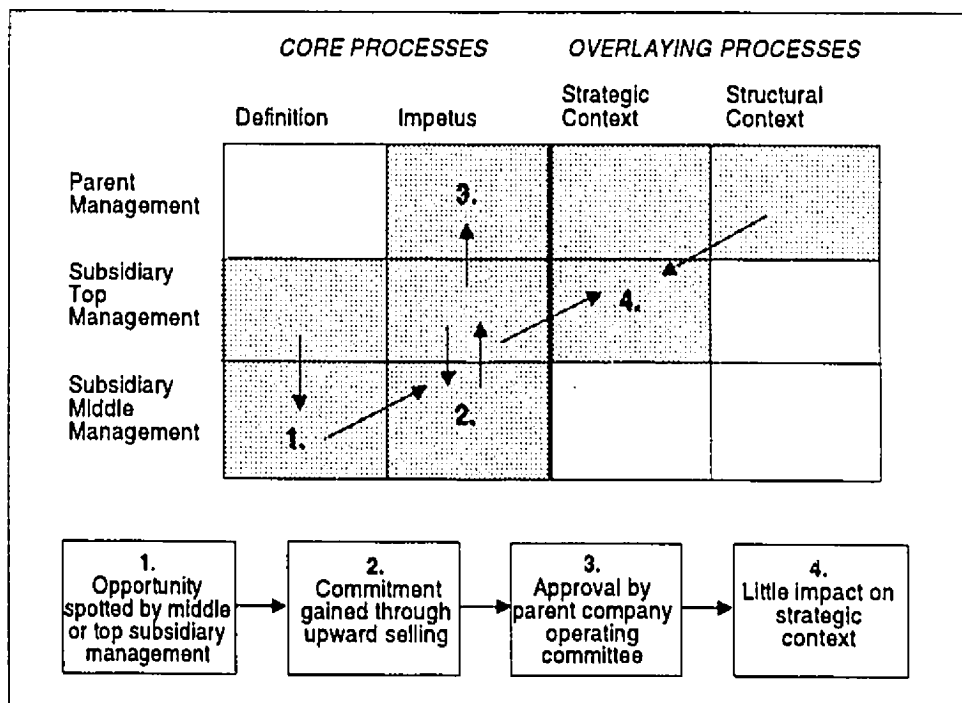 CORE PROCESSES
OVERLAYING PROCESSES
Definition
Impetus
Strategic
Context
Structural
Context
Parent
Management
3.
Subsidiary
Top
Management
4.
Subsidiary
Middle
Management
1.
2.
1.
Opportunity
spotted by middle
or top subsidiary
management
2.
Commitment
gained through
upward selling
3.
Approval by
parent company
operating
committee
4.
Little impact on
strategic
context